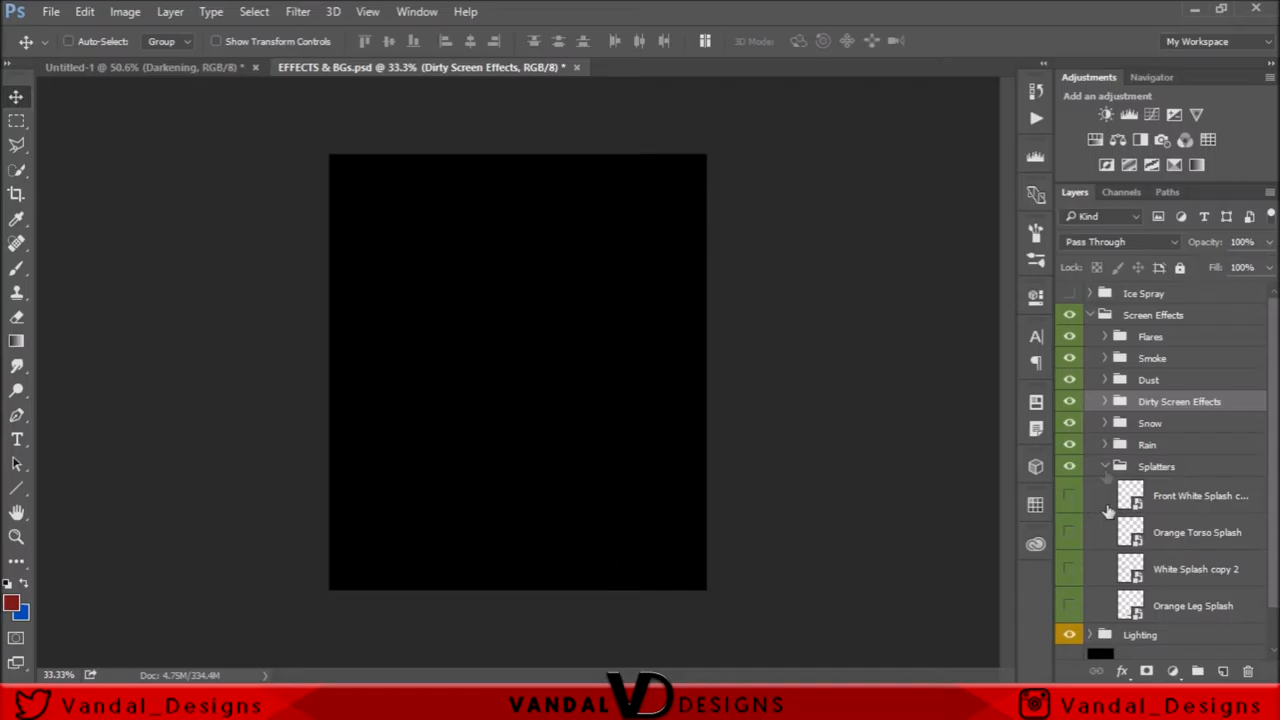 Ps File Edit Image Layer Type Select Filter 3D View Window Help
Auto-Select: Group Show Transform Controls 3D Mode: My Workspace
Untitled-1 @ 50.6% (Darkening, RGB/8) * × EFFECTS & BGs.psd @ 33.3% (Dirty Screen Effects, RGB/8) * ×
Adjustments Navigator
Add an adjustment
Layers Channels Paths
Kind
Pass Through Opacity: 100%
Lock: Fill: 100%
Ice Spray
Screen Effects
Flares
Smoke
Dust
Dirty Screen Effects
Snow
Rain
Splatters
Front White Splash c...
Orange Torso Splash
White Splash copy 2
Orange Leg Splash
Lighting
33.33% Doc: 4.75M/334.4M
Vandal_Designs VANDAL VD DESIGNS Vandal_Designs